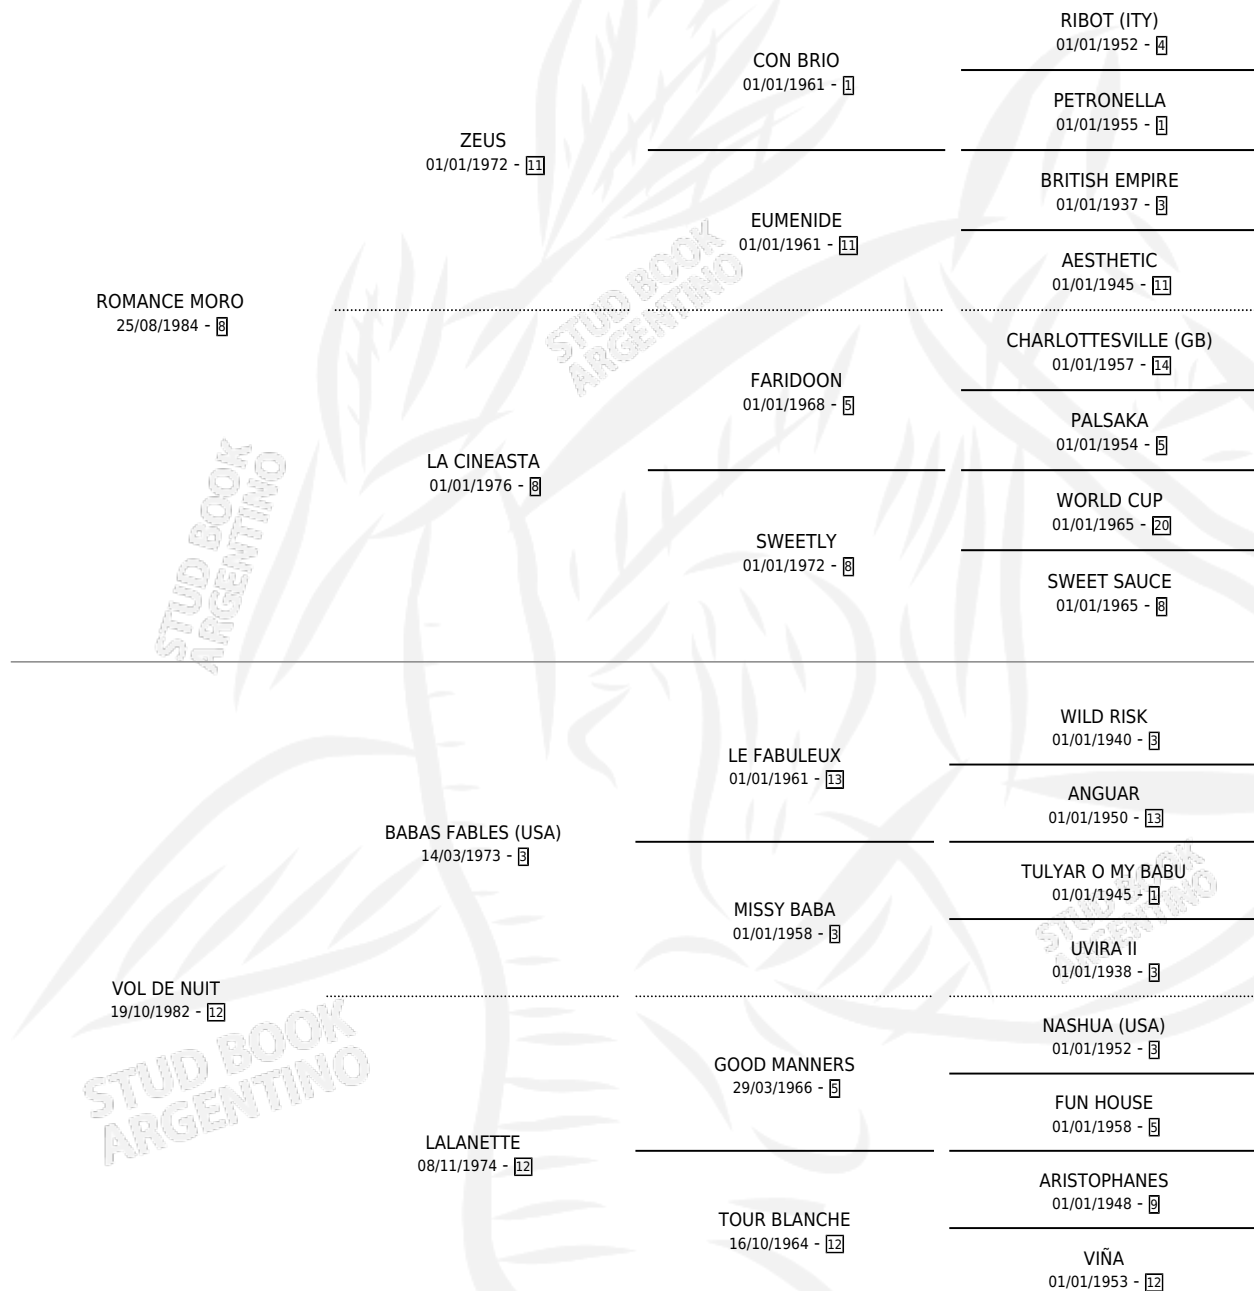 RIBOT (ITY)
01/01/1952 - 4
CON BRIO
01/01/1961 - 1
PETRONELLA
01/01/1955 - 1
ZEUS
01/01/1972 - 11
BRITISH EMPIRE
01/01/1937 - 3
EUMENIDE
01/01/1961 - 11
AESTHETIC
01/01/1945 - 11
ROMANCE MORO
25/08/1984 - 8
CHARLOTTESVILLE (GB)
01/01/1957 - 14
FARIDOON
01/01/1968 - 5
PALSAKA
01/01/1954 - 5
LA CINEASTA
01/01/1976 - 8
WORLD CUP
01/01/1965 - 20
SWEETLY
01/01/1972 - 8
SWEET SAUCE
01/01/1965 - 8
WILD RISK
01/01/1940 - 3
LE FABULEUX
01/01/1961 - 13
ANGUAR
01/01/1950 - 13
BABAS FABLES (USA)
14/03/1973 - 3
TULYAR O MY BABU
01/01/1945 - 1
MISSY BABA
01/01/1958 - 3
UVIRA II
01/01/1938 - 3
VOL DE NUIT
19/10/1982 - 12
NASHUA (USA)
01/01/1952 - 3
GOOD MANNERS
29/03/1966 - 5
FUN HOUSE
01/01/1958 - 5
LALANETTE
08/11/1974 - 12
ARISTOPHANES
01/01/1948 - 9
TOUR BLANCHE
16/10/1964 - 12
VIÑA
01/01/1953 - 12
STUD BOOK
ARGENTINO
STUD BOOK
ARGENTINO
STUD BOOK
ARGENTINO
STUD BOOK
ARGENTINO